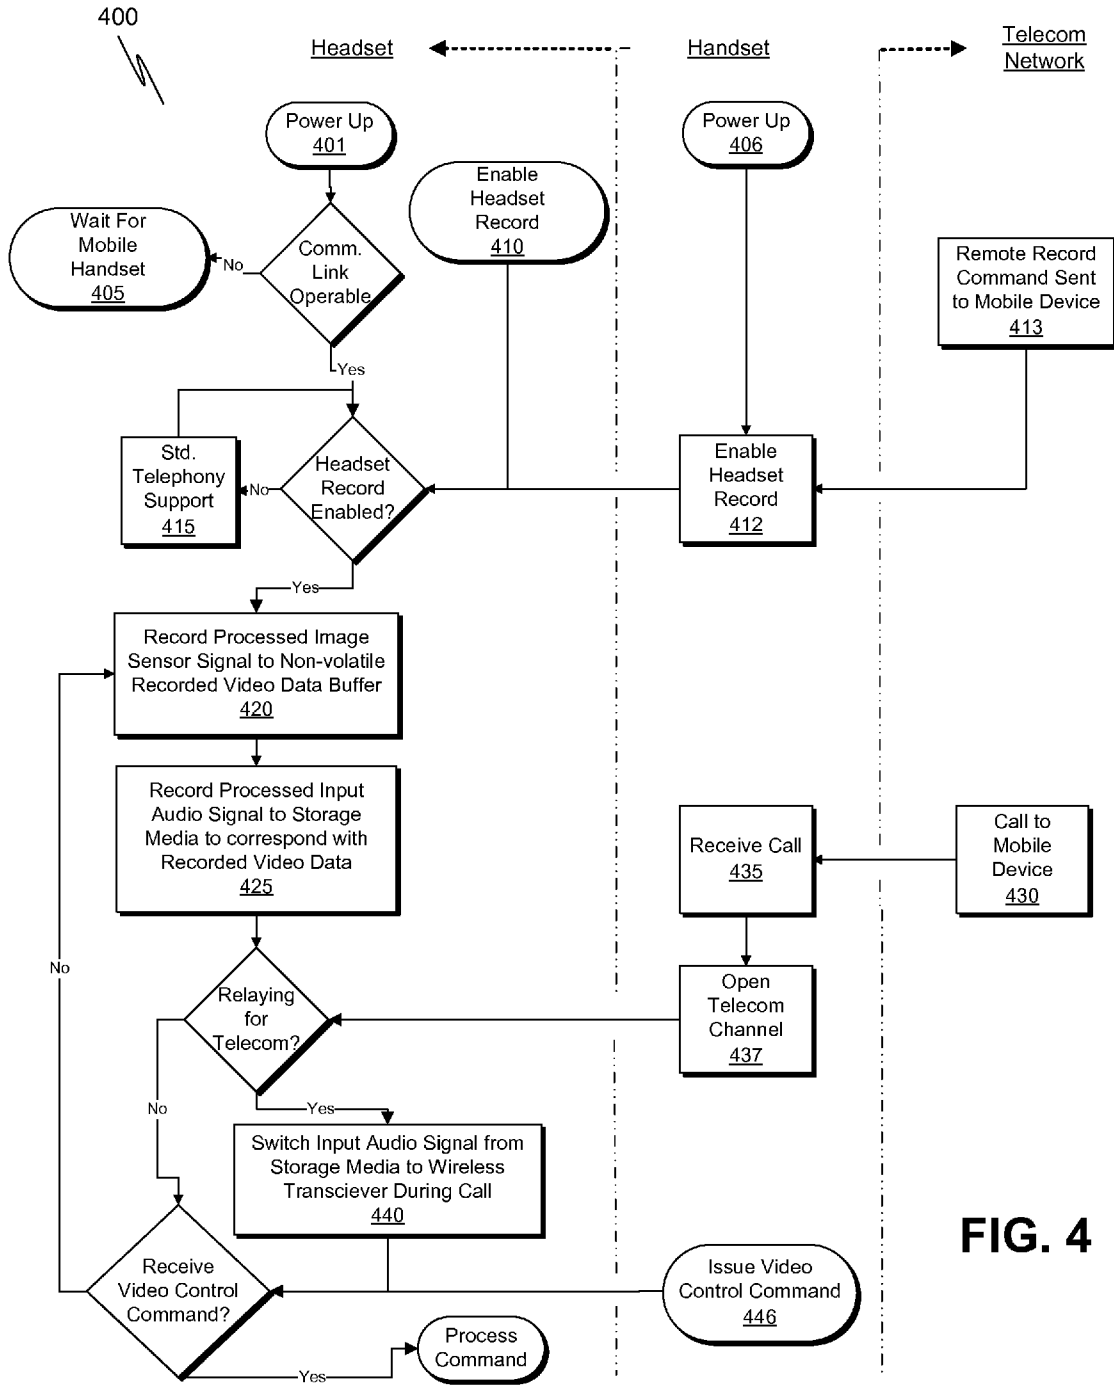 400
Headset
Handset
Telecom
Network
Power Up
401
Power Up
406
Enable
Headset
Record
410
Wait For
Mobile
Handset
405
No
Comm.
Link
Operable
Remote Record
Command Sent
to Mobile Device
413
Yes
Std.
Telephony
Support
415
No
Headset
Record
Enabled?
Enable
Headset
Record
412
Yes
Record Processed Image
Sensor Signal to Non-volatile
Recorded Video Data Buffer
420
Record Processed Input
Audio Signal to Storage
Media to correspond with
Recorded Video Data
425
Receive Call
435
Call to
Mobile
Device
430
No
Relaying
for
Telecom?
Open
Telecom
Channel
437
No
Yes
Switch Input Audio Signal from
Storage Media to Wireless
Transciever During Call
440
FIG. 4
Receive
Video Control
Command?
Issue Video
Control Command
446
Yes
Process
Command